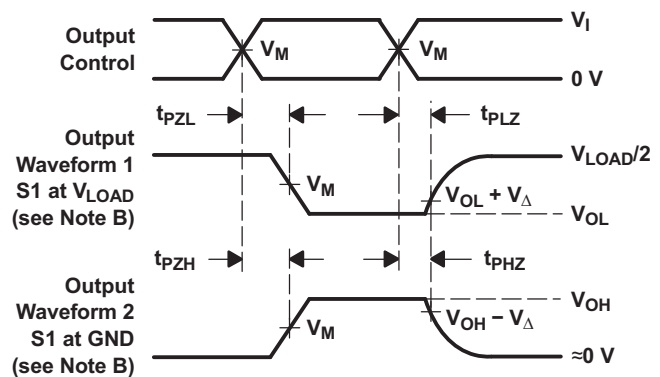 Output
Control
V_M
V_M
V_I
0 V
t_PZL
t_PLZ
Output
Waveform 1
S1 at V_LOAD
(see Note B)
V_M
V_LOAD/2
V_OL + V_Δ
V_OL
t_PZH
t_PHZ
Output
Waveform 2
S1 at GND
(see Note B)
V_M
V_OH
V_OH − V_Δ
≈0 V